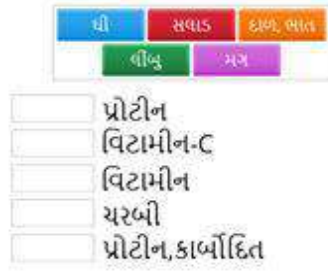 ઘી સલાડ દાળ, ભાત
લીંબુ મગ
પ્રોટીન
વિટામીન-C
વિટામીન
ચરબી
પ્રોટીન,કાર્બોદિત